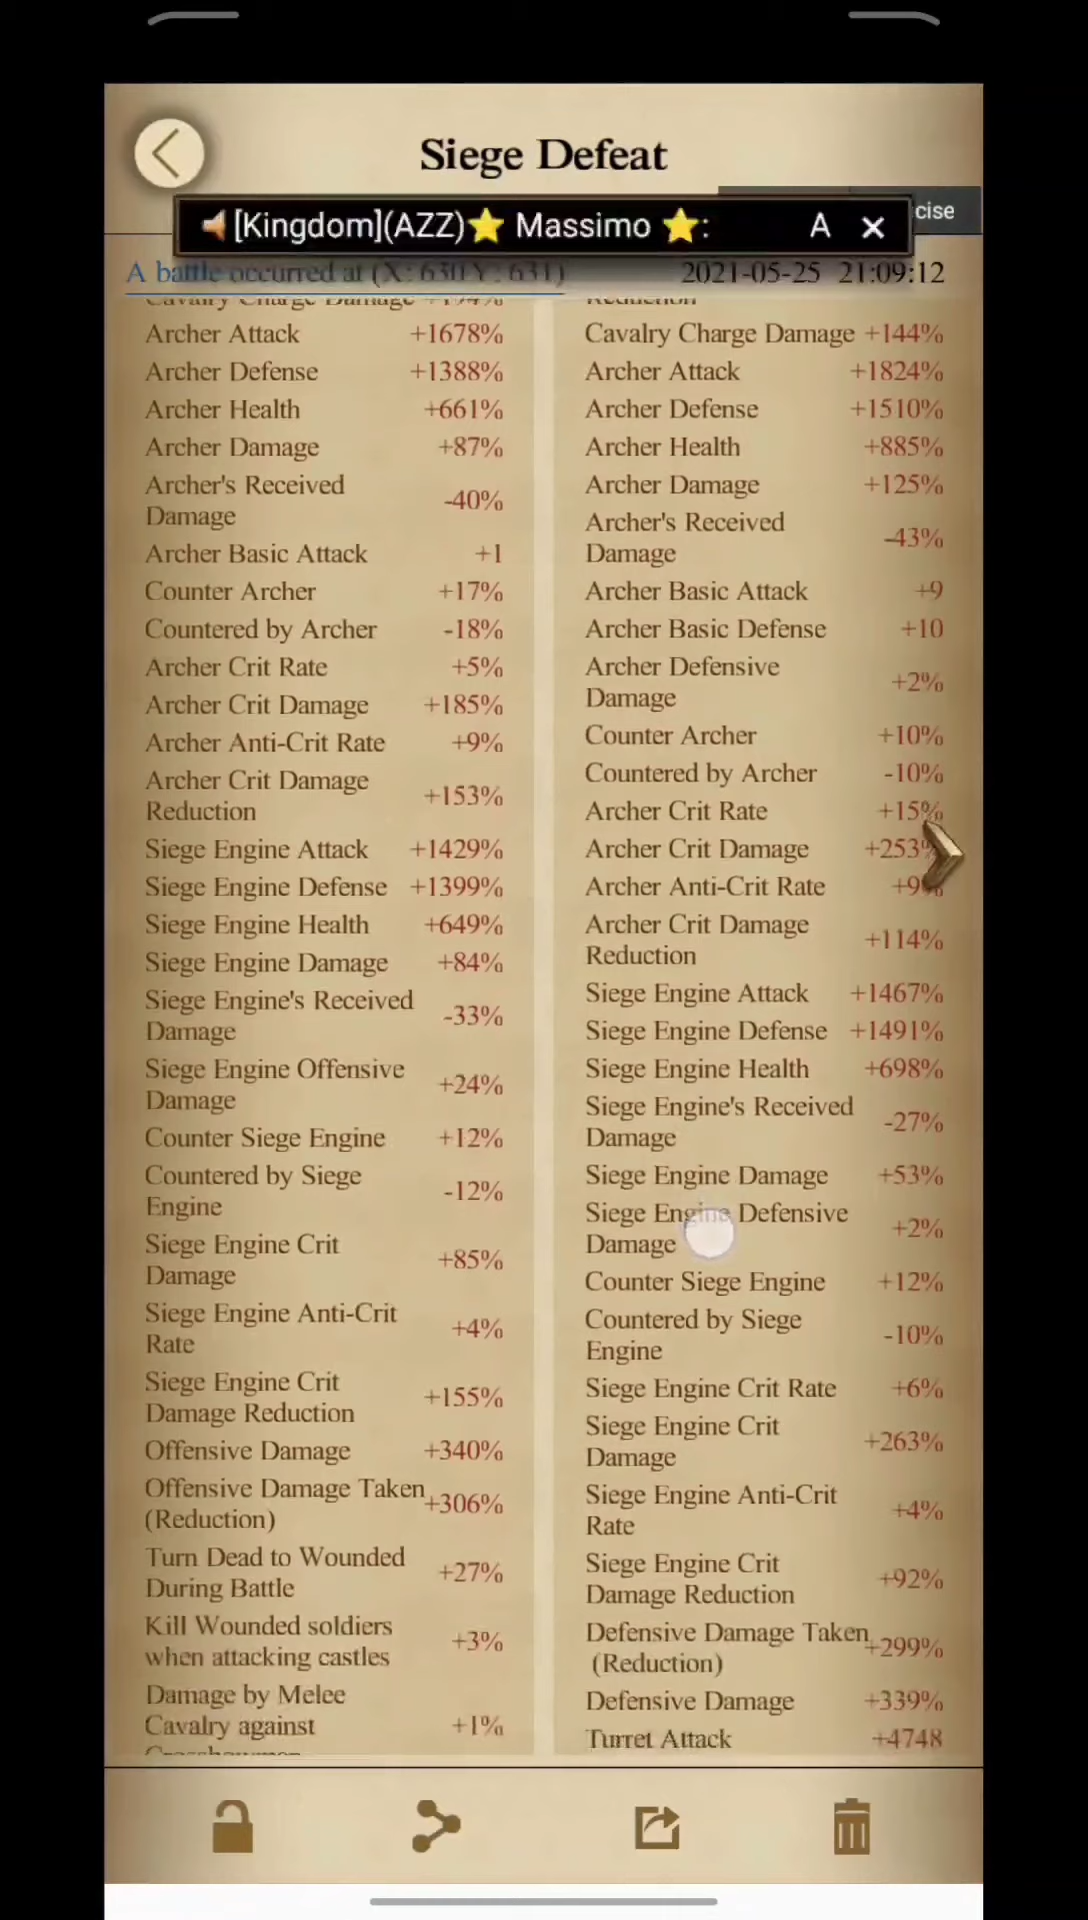 Siege Defeat
[Kingdom](AZZ)⭐ Massimo ⭐: A ✕
cise
A battle occurred at (X: 630 Y: 631) 2021-05-25 21:09:12
Cavalry Charge Damage +194%
Archer Attack +1678%
Archer Defense +1388%
Archer Health +661%
Archer Damage +87%
Archer's Received
Damage -40%
Archer Basic Attack +1
Counter Archer +17%
Countered by Archer -18%
Archer Crit Rate +5%
Archer Crit Damage +185%
Archer Anti-Crit Rate +9%
Archer Crit Damage
Reduction +153%
Siege Engine Attack +1429%
Siege Engine Defense +1399%
Siege Engine Health +649%
Siege Engine Damage +84%
Siege Engine's Received
Damage -33%
Siege Engine Offensive
Damage +24%
Counter Siege Engine +12%
Countered by Siege
Engine -12%
Siege Engine Crit
Damage +85%
Siege Engine Anti-Crit
Rate +4%
Siege Engine Crit
Damage Reduction +155%
Offensive Damage +340%
Offensive Damage Taken
(Reduction) +306%
Turn Dead to Wounded
During Battle +27%
Kill Wounded soldiers
when attacking castles +3%
Damage by Melee
Cavalry against +1%
Crossbowmen
Reduction
Cavalry Charge Damage +144%
Archer Attack +1824%
Archer Defense +1510%
Archer Health +885%
Archer Damage +125%
Archer's Received
Damage -43%
Archer Basic Attack +9
Archer Basic Defense +10
Archer Defensive
Damage +2%
Counter Archer +10%
Countered by Archer -10%
Archer Crit Rate +15%
Archer Crit Damage +253%
Archer Anti-Crit Rate +9%
Archer Crit Damage
Reduction +114%
Siege Engine Attack +1467%
Siege Engine Defense +1491%
Siege Engine Health +698%
Siege Engine's Received
Damage -27%
Siege Engine Damage +53%
Siege Engine Defensive
Damage +2%
Counter Siege Engine +12%
Countered by Siege
Engine -10%
Siege Engine Crit Rate +6%
Siege Engine Crit
Damage +263%
Siege Engine Anti-Crit
Rate +4%
Siege Engine Crit
Damage Reduction +92%
Defensive Damage Taken
(Reduction) +299%
Defensive Damage +339%
Turret Attack +4748